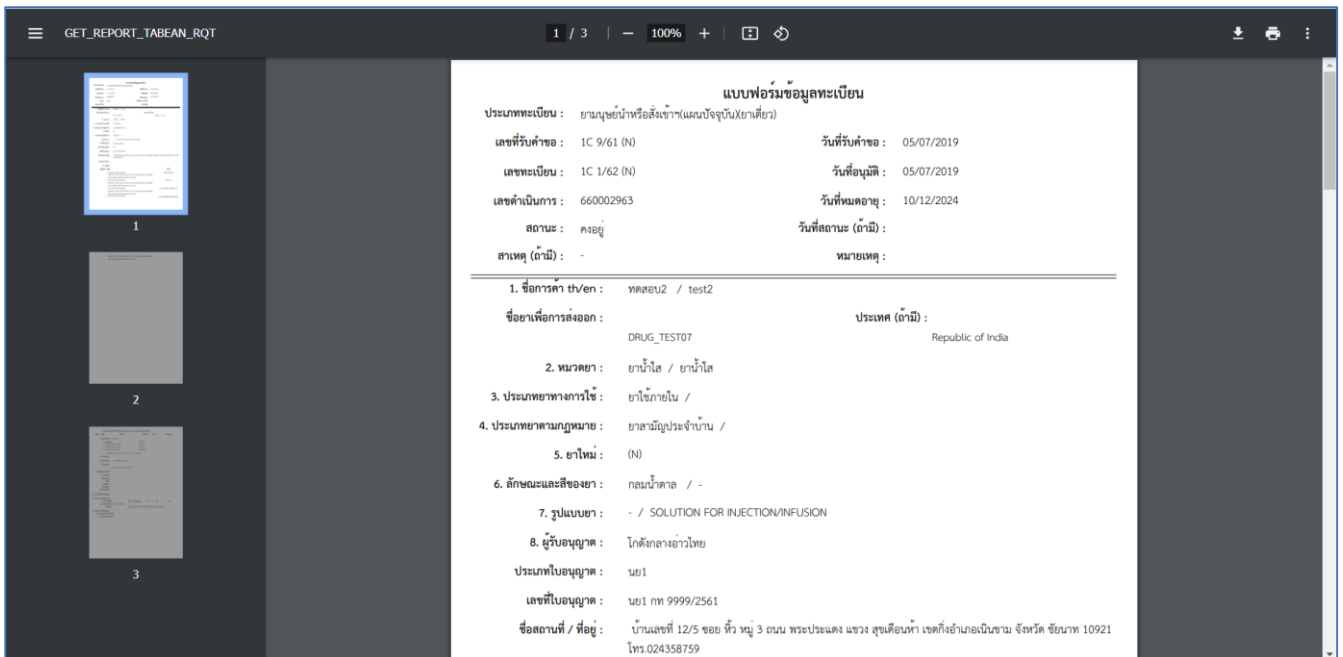 GET_REPORT_TABEAN_RQT
1 / 3
100%
แบบฟอร์มข้อมูลทะเบียน
ประเภททะเบียน : ยามนุษย์นำหรือสั่งเข้าฯ(แผนปัจจุบัน)(ยาเดี่ยว)
เลขที่รับคำขอ : 1C 9/61 (N) วันที่รับคำขอ : 05/07/2019
เลขทะเบียน : 1C 1/62 (N) วันที่อนุมัติ : 05/07/2019
เลขดำเนินการ : 660002963 วันที่หมดอายุ : 10/12/2024
สถานะ : คงอยู่ วันที่สถานะ (ถ้ามี) :
สาเหตุ (ถ้ามี) : - หมายเหตุ :
1. ชื่อการค้า th/en : ทดสอบ2 / test2
ชื่อยาเพื่อการส่งออก : ประเทศ (ถ้ามี) :
DRUG_TEST07 Republic of India
2. หมวดยา : ยาน้ำใส / ยาน้ำใส
3. ประเภทยาทางการใช้ : ยาใช้ภายใน /
4. ประเภทยาตามกฎหมาย : ยาสามัญประจำบ้าน /
5. ยาใหม่ : (N)
6. ลักษณะและสีของยา : กลมน้ำตาล / -
7. รูปแบบยา : - / SOLUTION FOR INJECTION/INFUSION
8. ผู้รับอนุญาต : โกดังกลางอ่าวไทย
ประเภทใบอนุญาต : นย1
เลขที่ใบอนุญาต : นย1 กท 9999/2561
ชื่อสถานที่ / ที่อยู่ : บ้านเลขที่ 12/5 ซอย หิ้ว หมู่ 3 ถนน พระประแดง แขวง สุขเดือนห้า เขตกิ่งอำเภอเนินขาม จังหวัด ชัยนาท 10921
โทร.024358759
1
2
3